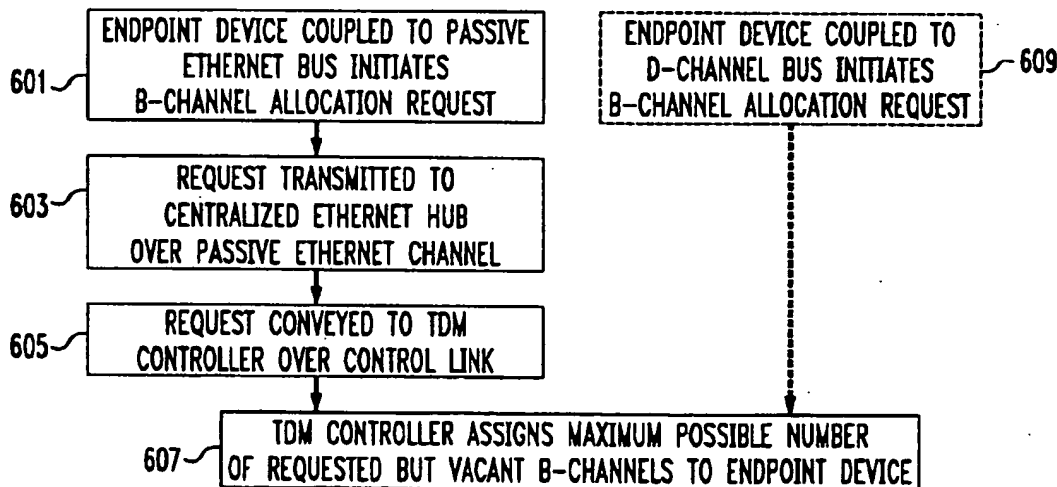 ENDPOINT DEVICE COUPLED TO PASSIVE
ETHERNET BUS INITIATES
B-CHANNEL ALLOCATION REQUEST
601
ENDPOINT DEVICE COUPLED TO
D-CHANNEL BUS INITIATES
B-CHANNEL ALLOCATION REQUEST
609
REQUEST TRANSMITTED TO
CENTRALIZED ETHERNET HUB
OVER PASSIVE ETHERNET CHANNEL
603
REQUEST CONVEYED TO TDM
CONTROLLER OVER CONTROL LINK
605
TDM CONTROLLER ASSIGNS MAXIMUM POSSIBLE NUMBER
OF REQUESTED BUT VACANT B-CHANNELS TO ENDPOINT DEVICE
607